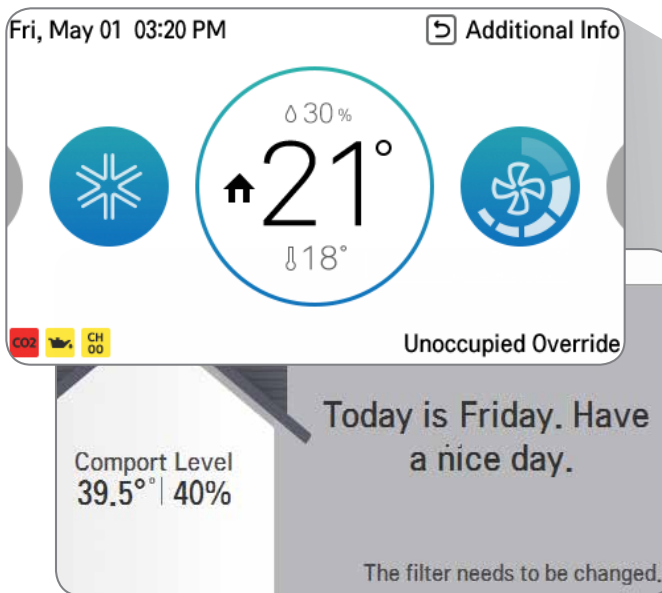 Fri, May 01 03:20 PM
Additional Info
30%
21°
18°
CO2
CH
00
Unoccupied Override
Comport Level
39.5°° 40%
Today is Friday. Have
a nice day.
The filter needs to be changed.